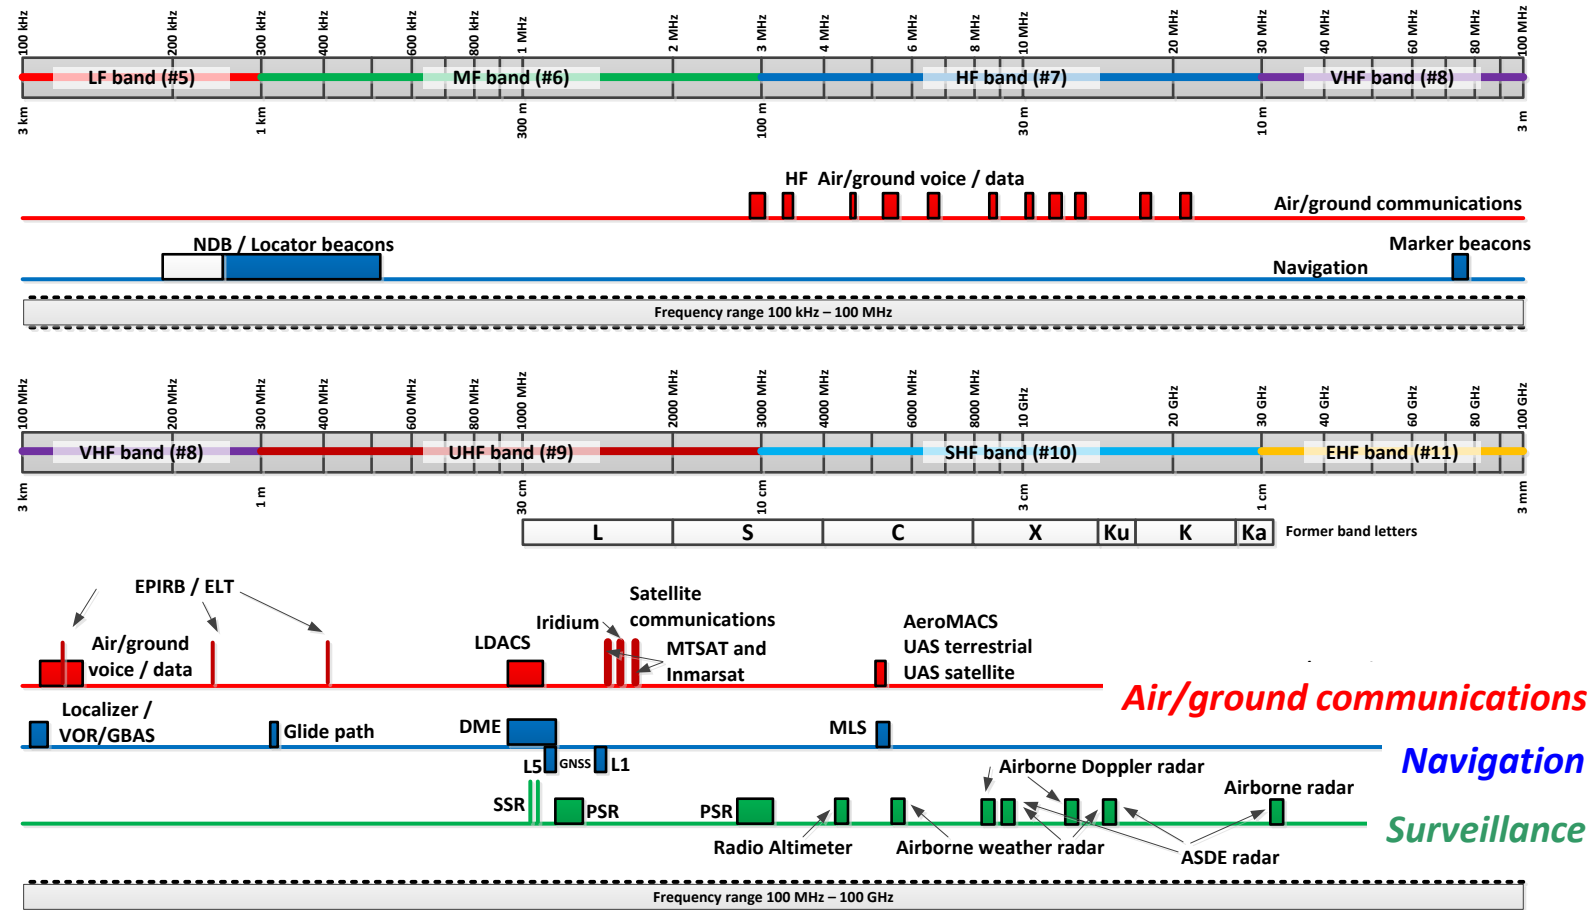 100 kHz
200 kHz
300 kHz
400 kHz
600 kHz
800 kHz
1 MHz
2 MHz
3 MHz
4 MHz
6 MHz
8 MHz
10 MHz
20 MHz
30 MHz
40 MHz
60 MHz
80 MHz
100 MHz
LF band (#5)
MF band (#6)
HF band (#7)
VHF band (#8)
3 km
1 km
300 m
100 m
30 m
10 m
3 m
HF Air/ground voice / data
Air/ground communications
NDB / Locator beacons
Marker beacons
Navigation
Frequency range 100 kHz – 100 MHz
100 MHz
200 MHz
300 MHz
400 MHz
600 MHz
800 MHz
1000 MHz
2000 MHz
3000 MHz
4000 MHz
6000 MHz
8000 MHz
10 GHz
20 GHz
30 GHz
40 GHz
60 GHz
80 GHz
100 GHz
VHF band (#8)
UHF band (#9)
SHF band (#10)
EHF band (#11)
3 km
1 m
30 cm
10 cm
3 cm
1 cm
3 mm
L
S
C
X
Ku
K
Ka
Former band letters
EPIRB / ELT
Air/ground
voice / data
LDACS
Iridium
Satellite
communications
MTSAT and
Inmarsat
AeroMACS
UAS terrestrial
UAS satellite
Air/ground communications
Localizer /
VOR/GBAS
Glide path
DME
MLS
Navigation
L5
GNSS
L1
Airborne Doppler radar
Airborne radar
SSR
PSR
PSR
Surveillance
Radio Altimeter
Airborne weather radar
ASDE radar
Frequency range 100 MHz – 100 GHz